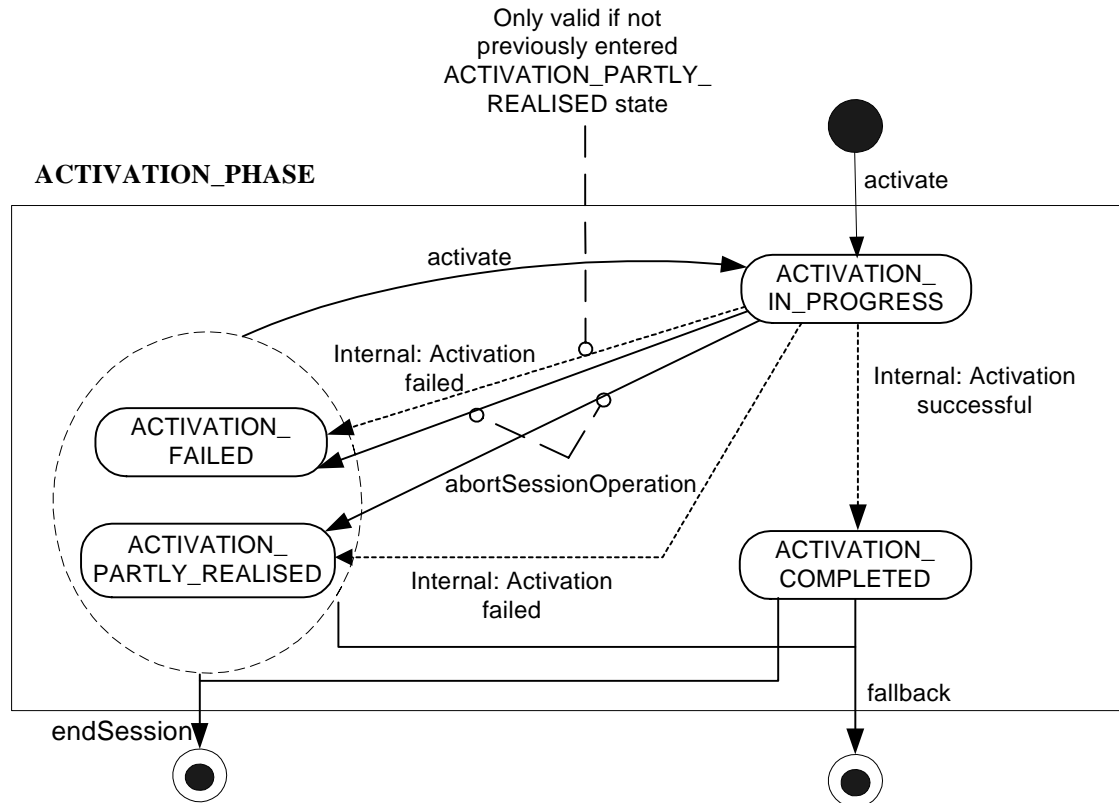 Only valid if not
previously entered
ACTIVATION_PARTLY_
REALISED state
ACTIVATION_PHASE
activate
activate
ACTIVATION_
IN_PROGRESS
Internal: Activation
failed
Internal: Activation
successful
ACTIVATION_
FAILED
abortSessionOperation
ACTIVATION_
PARTLY_REALISED
ACTIVATION_
COMPLETED
Internal: Activation
failed
fallback
endSession